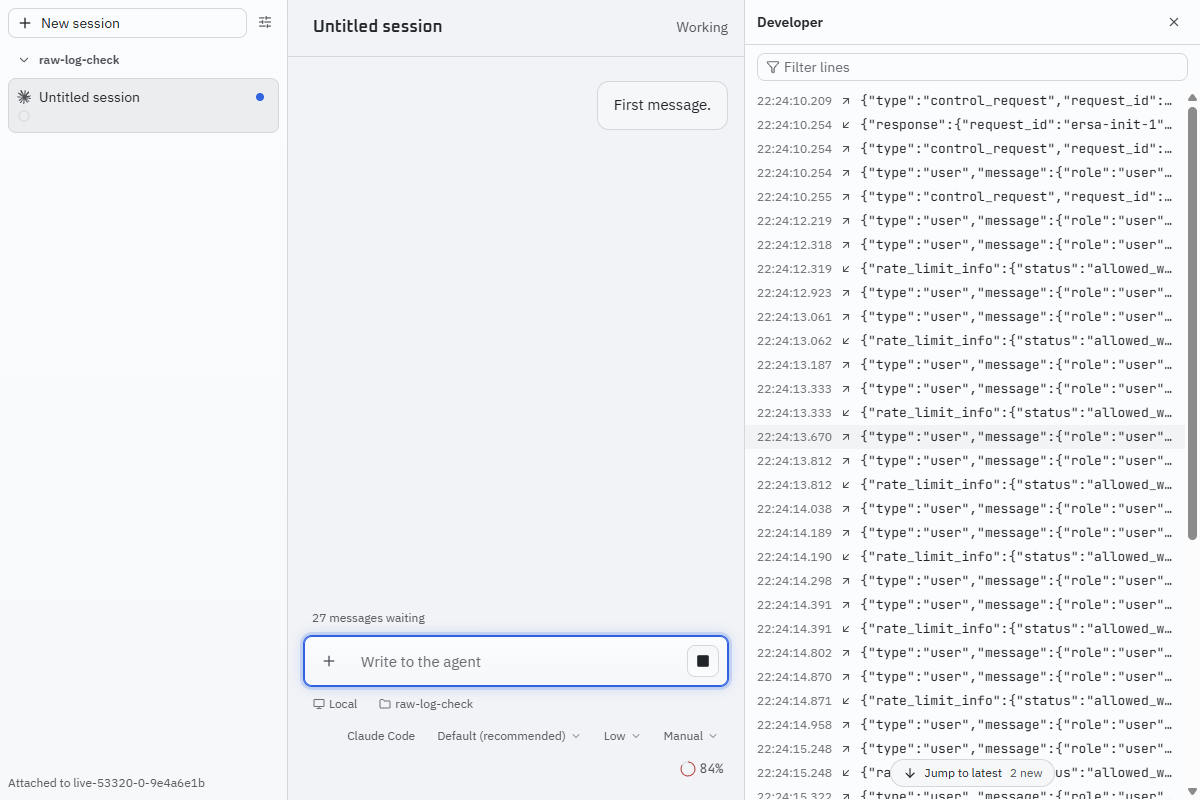 New session
raw-log-check
Untitled session
Attached to live-53320-0-9e4a6e1b
Untitled session
Working
First message.
27 messages waiting
Write to the agent
Local
raw-log-check
Claude Code
Default (recommended)
Low
Manual
84%
Developer
Filter lines
22:24:10.209 {"type":"control_request","request_id":…
22:24:10.254 {"response":{"request_id":"ersa-init-1"…
22:24:10.254 {"type":"control_request","request_id":…
22:24:10.254 {"type":"user","message":{"role":"user"…
22:24:10.255 {"type":"control_request","request_id":…
22:24:12.219 {"type":"user","message":{"role":"user"…
22:24:12.318 {"type":"user","message":{"role":"user"…
22:24:12.319 {"rate_limit_info":{"status":"allowed_w…
22:24:12.923 {"type":"user","message":{"role":"user"…
22:24:13.061 {"type":"user","message":{"role":"user"…
22:24:13.062 {"rate_limit_info":{"status":"allowed_w…
22:24:13.187 {"type":"user","message":{"role":"user"…
22:24:13.333 {"type":"user","message":{"role":"user"…
22:24:13.333 {"rate_limit_info":{"status":"allowed_w…
22:24:13.670 {"type":"user","message":{"role":"user"…
22:24:13.812 {"type":"user","message":{"role":"user"…
22:24:13.812 {"rate_limit_info":{"status":"allowed_w…
22:24:14.038 {"type":"user","message":{"role":"user"…
22:24:14.189 {"type":"user","message":{"role":"user"…
22:24:14.190 {"rate_limit_info":{"status":"allowed_w…
22:24:14.298 {"type":"user","message":{"role":"user"…
22:24:14.391 {"type":"user","message":{"role":"user"…
22:24:14.391 {"rate_limit_info":{"status":"allowed_w…
22:24:14.802 {"type":"user","message":{"role":"user"…
22:24:14.870 {"type":"user","message":{"role":"user"…
22:24:14.871 {"rate_limit_info":{"status":"allowed_w…
22:24:14.958 {"type":"user","message":{"role":"user"…
22:24:15.248 {"type":"user","message":{"role":"user"…
22:24:15.248 {"ra us":"allowed_w…
Jump to latest 2 new
22:24:15.322 {"type":"user","message":{"role":"user"…